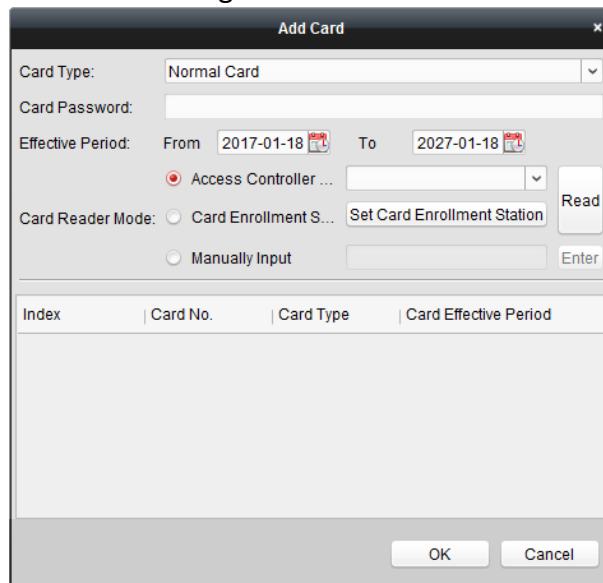 Add Card ×
Card Type: Normal Card
Card Password:
Effective Period: From 2017-01-18 To 2027-01-18
Access Controller ...
Read
Card Reader Mode: Card Enrollment S... Set Card Enrollment Station
Manually Input Enter
Index Card No. Card Type Card Effective Period
OK Cancel